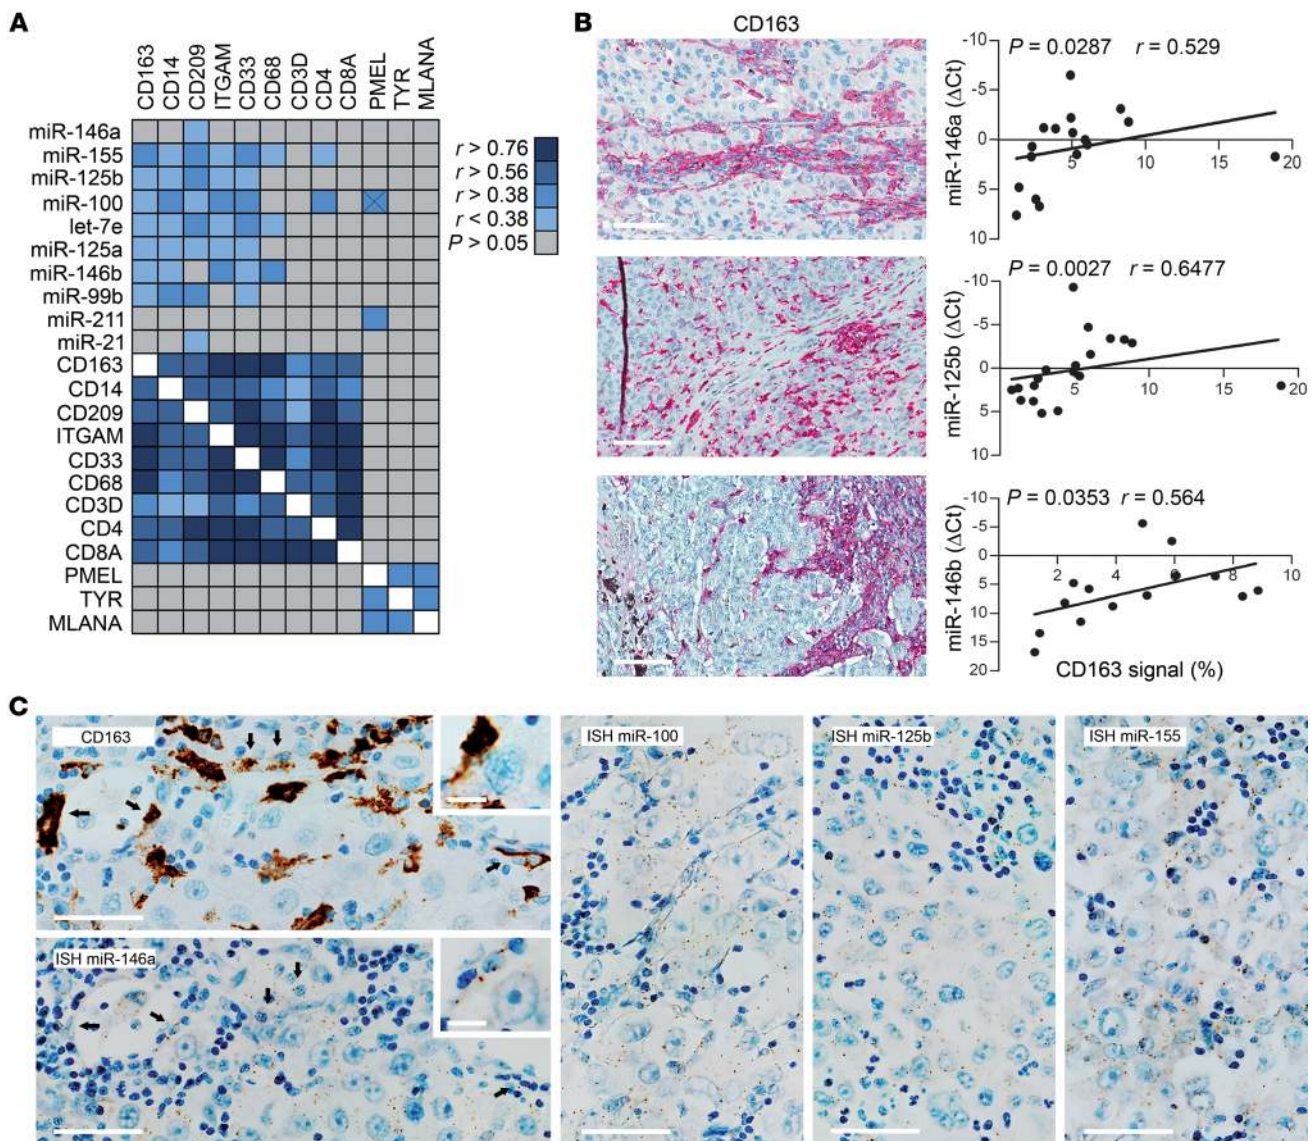 A
CD163
CD14
CD209
ITGAM
CD33
CD68
CD3D
CD4
CD8A
PMEL
TYR
MLANA
miR-146a
miR-155
miR-125b
miR-100
let-7e
miR-125a
miR-146b
miR-99b
miR-211
miR-21
CD163
CD14
CD209
ITGAM
CD33
CD68
CD3D
CD4
CD8A
PMEL
TYR
MLANA
r > 0.76
r > 0.56
r > 0.38
r < 0.38
P > 0.05
B
CD163
miR-146a (ΔCt)
-10
-5
0
5
10
P = 0.0287 r = 0.529
5 10 15 20
miR-125b (ΔCt)
-10
-5
0
5
10
P = 0.0027 r = 0.6477
5 10 15 20
miR-146b (ΔCt)
-10
-5
0
5
10
15
20
P = 0.0353 r = 0.564
2 4 6 8 10
CD163 signal (%)
C
CD163
ISH miR-146a
ISH miR-100
ISH miR-125b
ISH miR-155